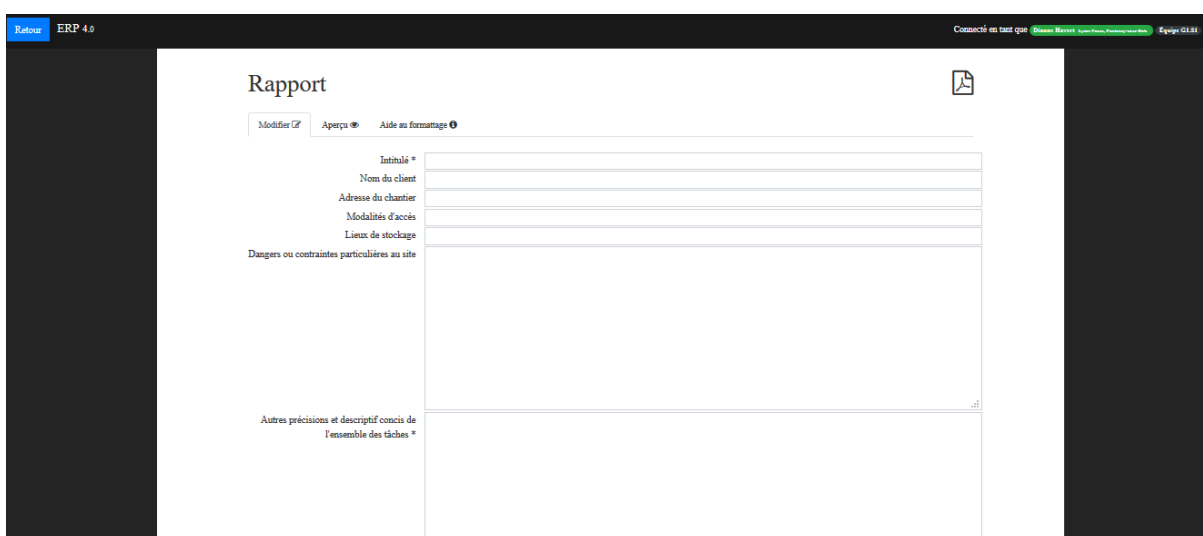 Retour ERP 4.0 Connecté en tant que Équipe G1.S1
Rapport
Modifier Aperçu Aide au formattage
Intitulé *
Nom du client
Adresse du chantier
Modalités d'accès
Lieux de stockage
Dangers ou contraintes particulières au site
Autres précisions et descriptif concis de
l'ensemble des tâches *